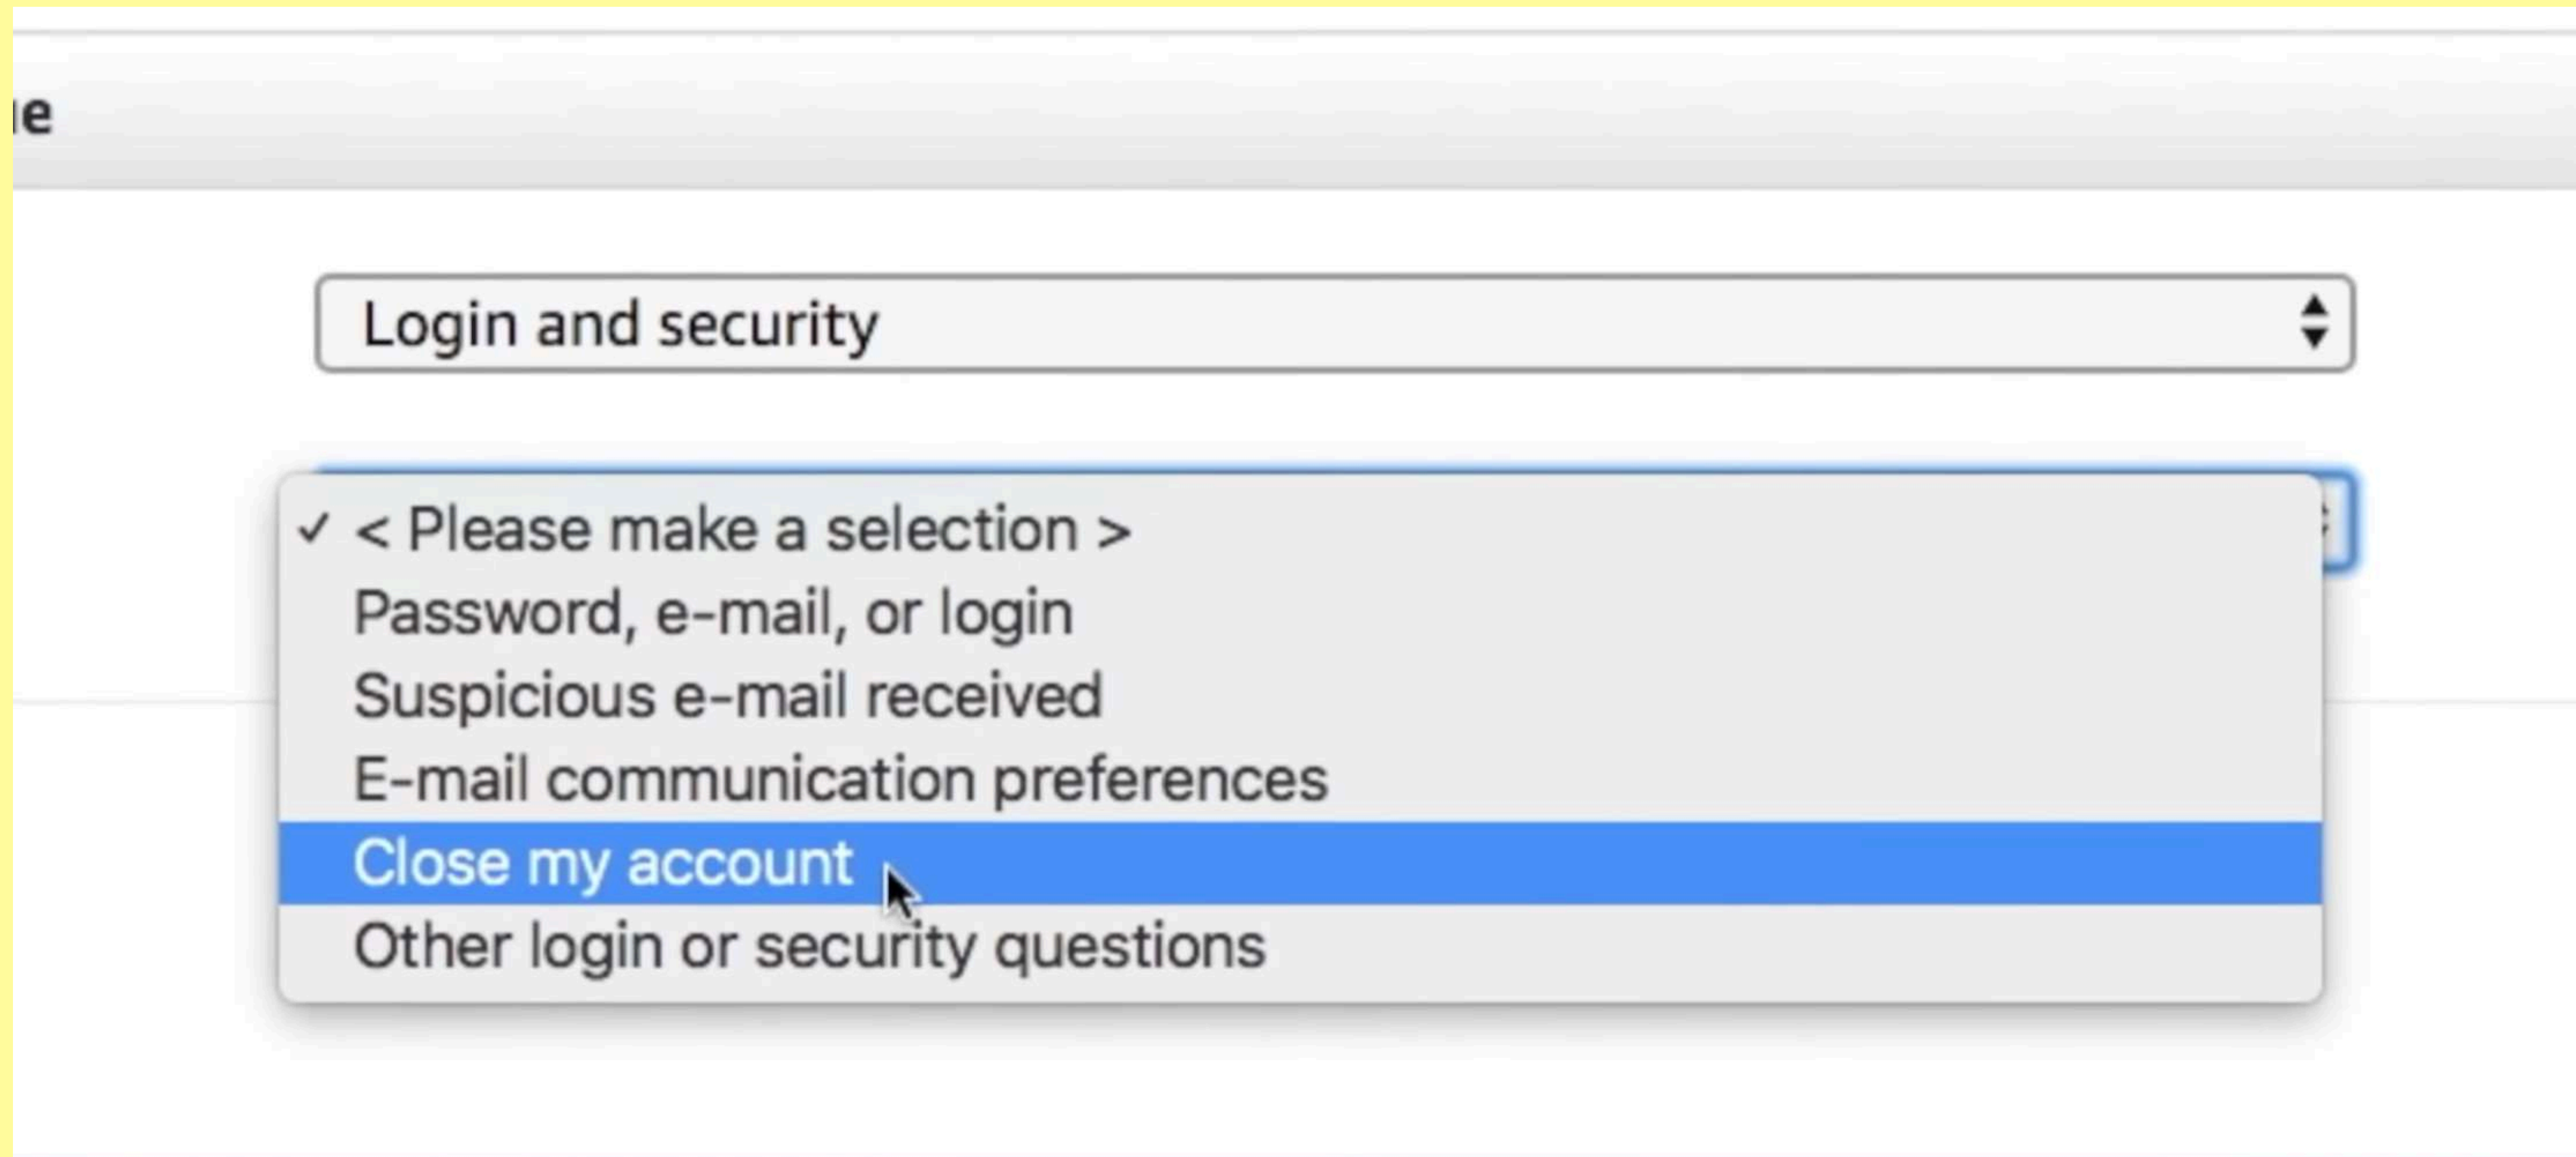 Login and security
✓ < Please make a selection >
Password, e-mail, or login
Suspicious e-mail received
E-mail communication preferences
Close my account
Other login or security questions